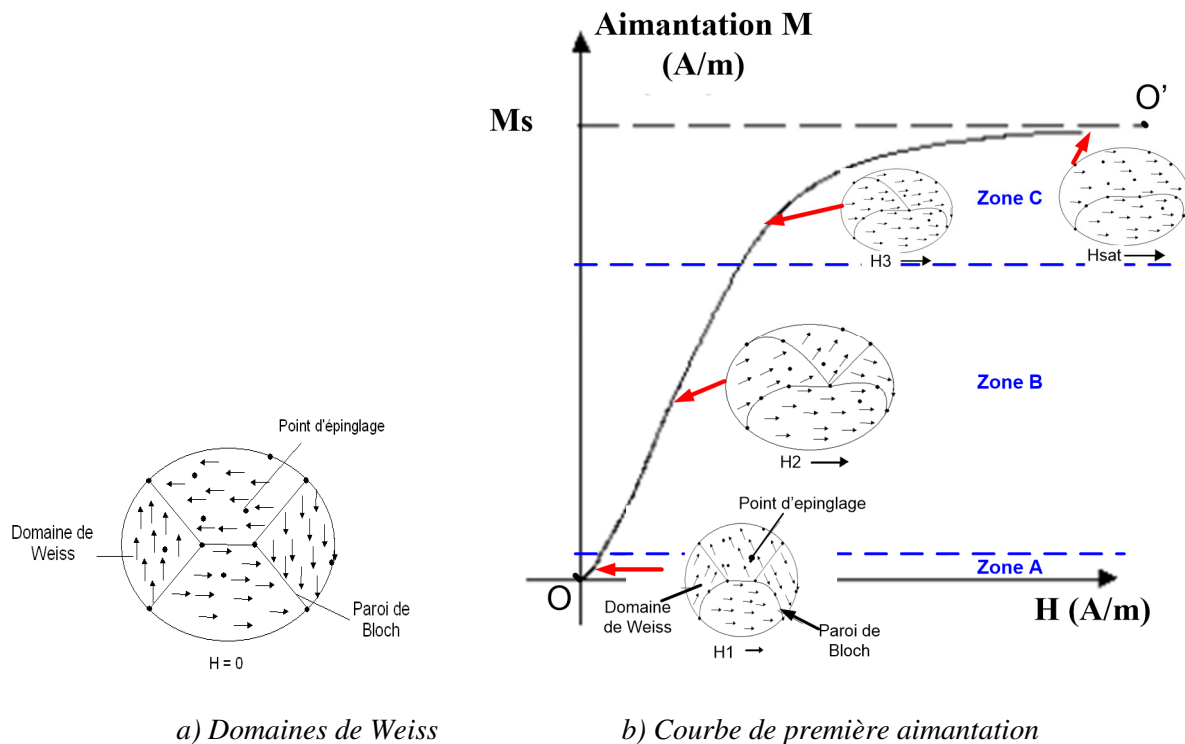 Aimantation M
(A/m)
Ms
O'
Zone C
H3
Hsat
Zone B
H2
Point d'épinglage
Domaine de
Weiss
Paroi de
Bloch
H = 0
Point d'epinglage
Zone A
O
H (A/m)
Domaine
de Weiss
Paroi de
Bloch
H1
a) Domaines de Weiss
b) Courbe de première aimantation